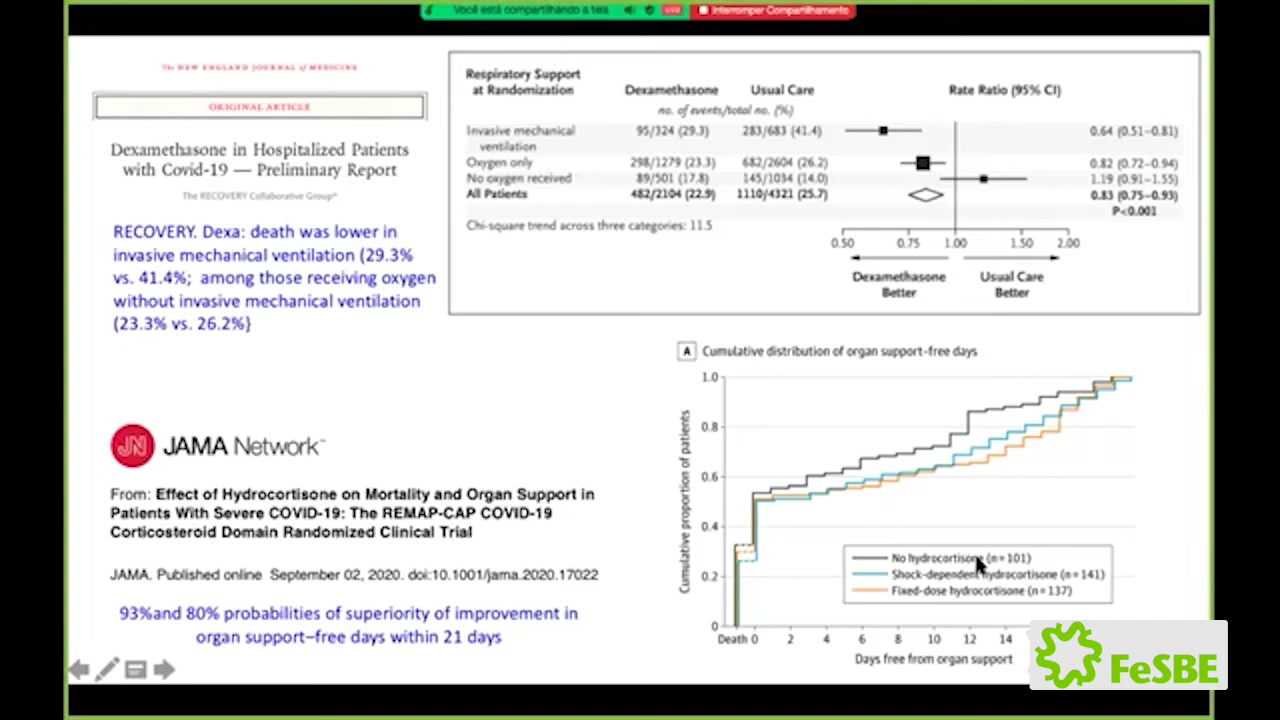 Você está compartilhando a tela
LIVE
Interromper Compartilhamento
The NEW ENGLAND JOURNAL of MEDICINE
ORIGINAL ARTICLE
Dexamethasone in Hospitalized Patients
with Covid-19 — Preliminary Report
The RECOVERY Collaborative Group*
RECOVERY. Dexa: death was lower in
invasive mechanical ventilation (29.3%
vs. 41.4%; among those receiving oxygen
without invasive mechanical ventilation
(23.3% vs. 26.2%}
Respiratory Support
at Randomization
Dexamethasone
Usual Care
Rate Ratio (95% CI)
no. of events/total no. (%)
Invasive mechanical 95/324 (29.3) 283/683 (41.4) 0.64 (0.51–0.81)
ventilation
Oxygen only 298/1279 (23.3) 682/2604 (26.2) 0.82 (0.72–0.94)
No oxygen received 89/501 (17.8) 145/1034 (14.0) 1.19 (0.91–1.55)
All Patients 482/2104 (22.9) 1110/4321 (25.7) 0.83 (0.75–0.93)
P<0.001
Chi-square trend across three categories: 11.5
0.50 0.75 1.00 1.50 2.00
Dexamethasone
Better
Usual Care
Better
JN JAMA Network™
From: Effect of Hydrocortisone on Mortality and Organ Support in
Patients With Severe COVID-19: The REMAP-CAP COVID-19
Corticosteroid Domain Randomized Clinical Trial
JAMA. Published online September 02, 2020. doi:10.1001/jama.2020.17022
93%and 80% probabilities of superiority of improvement in
organ support–free days within 21 days
A Cumulative distribution of organ support–free days
Cumulative proportion of patients
1.0
0.8
0.6
0.4
0.2
0
No hydrocortisone (n=101)
Shock-dependent hydrocortisone (n=141)
Fixed-dose hydrocortisone (n=137)
Death 0 2 4 6 8 10 12 14
Days free from organ support
FeSBE